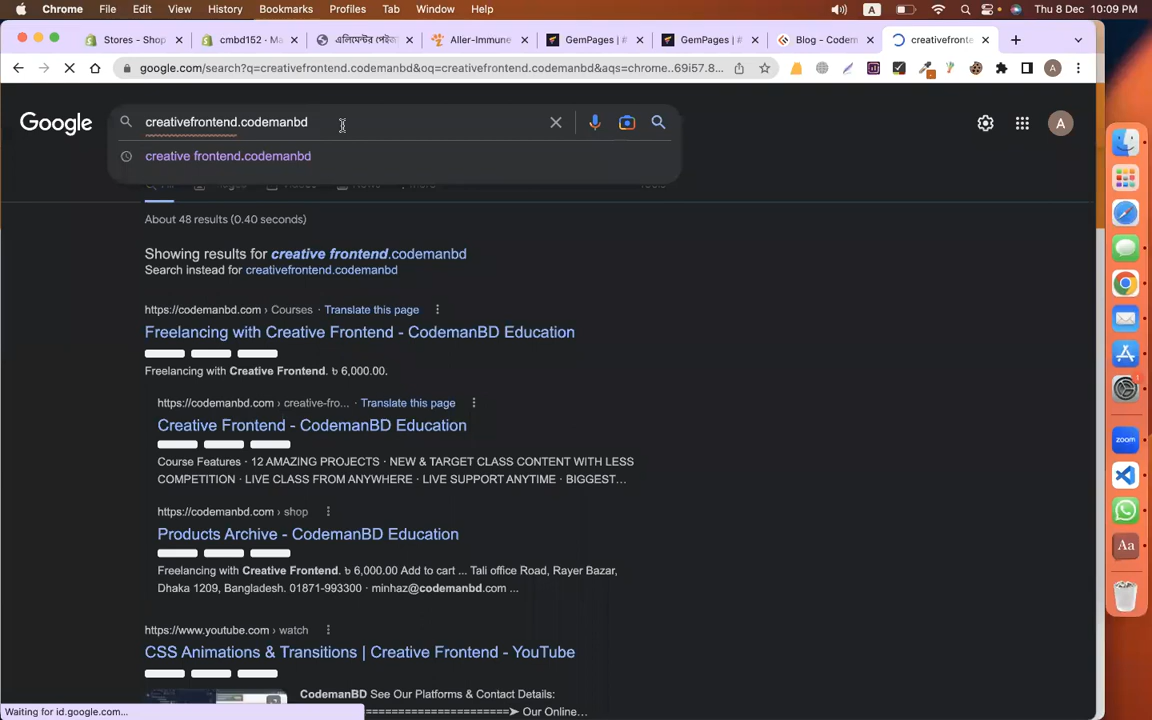 Chrome File Edit View History Bookmarks Profiles Tab Window Help A Thu 8 Dec 10:09 PM
Stores - Shop cmbd152 - Ma এলিমেন্টর পেইজ Aller-Immune GemPages | # GemPages | # Blog - Codem creativefronte
google.com/search?q=creativefrontend.codemanbd&oq=creativefrontend.codemanbd&aqs=chrome..69i57.8... A
Google creativefrontend.codemanbd A
creative frontend.codemanbd
About 48 results (0.40 seconds)
Showing results for creative frontend.codemanbd
Search instead for creativefrontend.codemanbd
https://codemanbd.com › Courses · Translate this page
Freelancing with Creative Frontend - CodemanBD Education
Freelancing with Creative Frontend. ৳ 6,000.00.
https://codemanbd.com › creative-fro... · Translate this page
Creative Frontend - CodemanBD Education
Course Features · 12 AMAZING PROJECTS · NEW & TARGET CLASS CONTENT WITH LESS
COMPETITION · LIVE CLASS FROM ANYWHERE · LIVE SUPPORT ANYTIME · BIGGEST...
https://codemanbd.com › shop
Products Archive - CodemanBD Education
Freelancing with Creative Frontend. ৳ 6,000.00 Add to cart ... Tali office Road, Rayer Bazar,
Dhaka 1209, Bangladesh. 01871-993300 · minhaz@codemanbd.com ...
https://www.youtube.com › watch
CSS Animations & Transitions | Creative Frontend - YouTube
CodemanBD See Our Platforms & Contact Details:
=======================➤ Our Online...
Waiting for id.google.com...
zoom
Aa